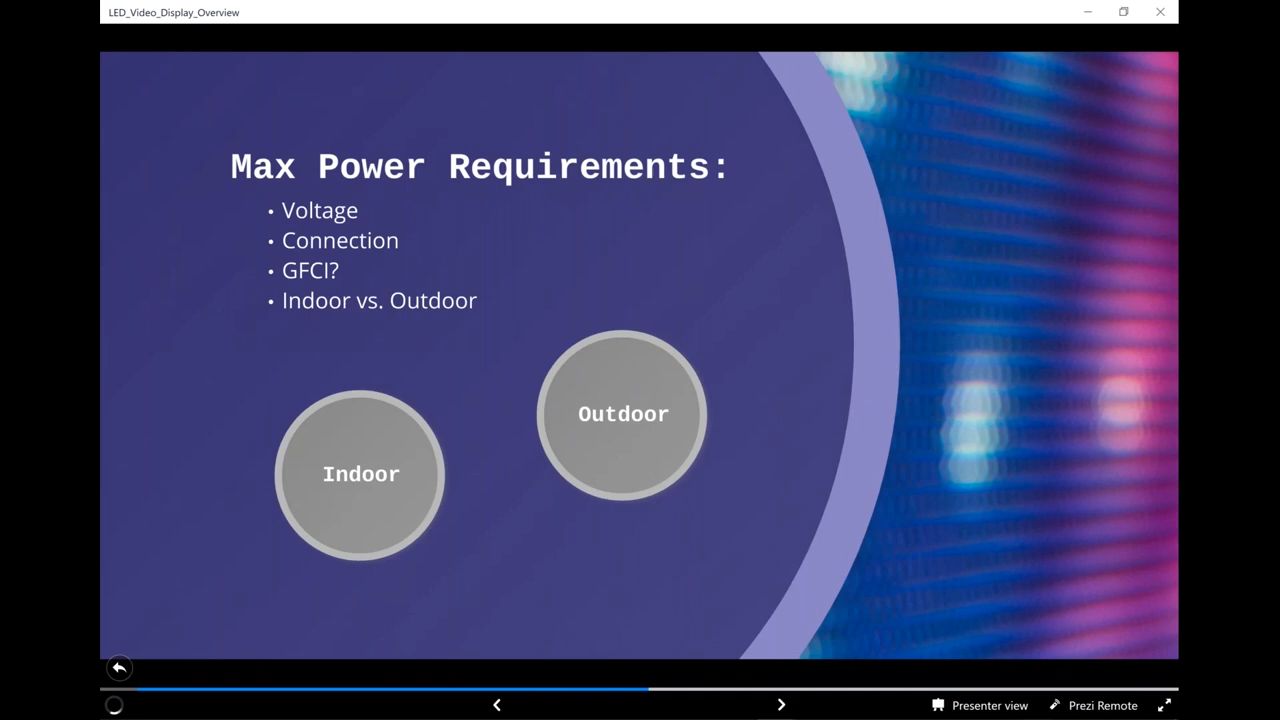 LED_Video_Display_Overview
Max Power Requirements:
• Voltage
• Connection
• GFCI?
• Indoor vs. Outdoor
Outdoor
Indoor
Presenter view
Prezi Remote